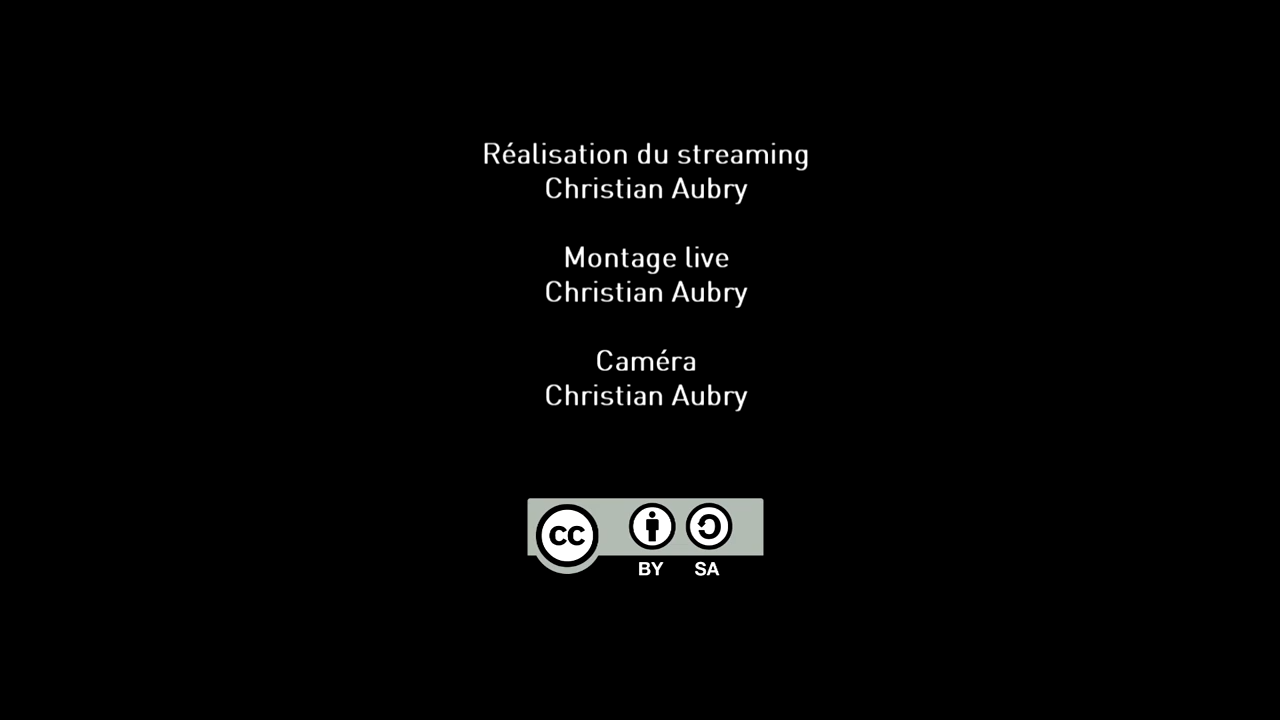 Réalisation du streaming
Christian Aubry
Montage live
Christian Aubry
Caméra
Christian Aubry
CC
BY SA